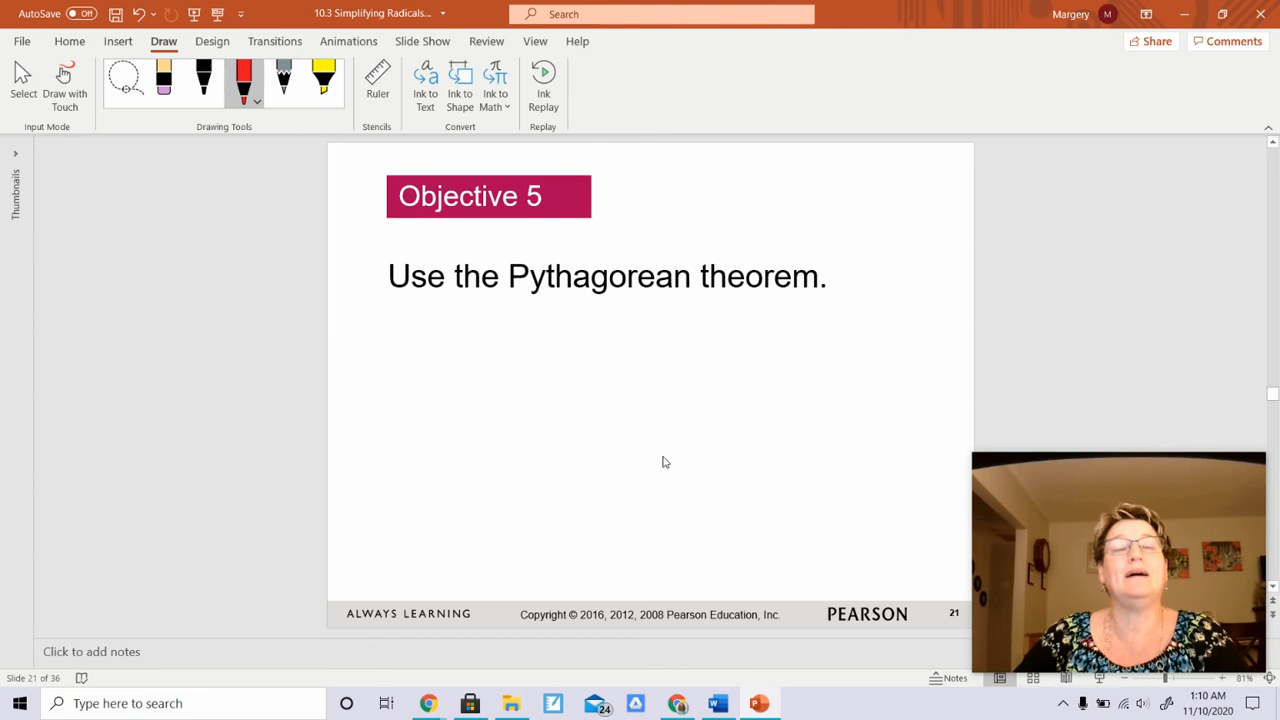 AutoSave Off
10.3 Simplifying Radicals...
Search
Margery M
File Home Insert Draw Design Transitions Animations Slide Show Review View Help
Share Comments
Select
Draw with Touch
Ruler
Ink to Text
Ink to Shape
Ink to Math
Ink Replay
Input Mode
Drawing Tools
Stencils
Convert
Replay
Thumbnails
Objective 5
Use the Pythagorean theorem.
ALWAYS LEARNING
Copyright © 2016, 2012, 2008 Pearson Education, Inc.
PEARSON
21
Click to add notes
Slide 21 of 36
Notes
81%
Type here to search
24
1:10 AM
11/10/2020